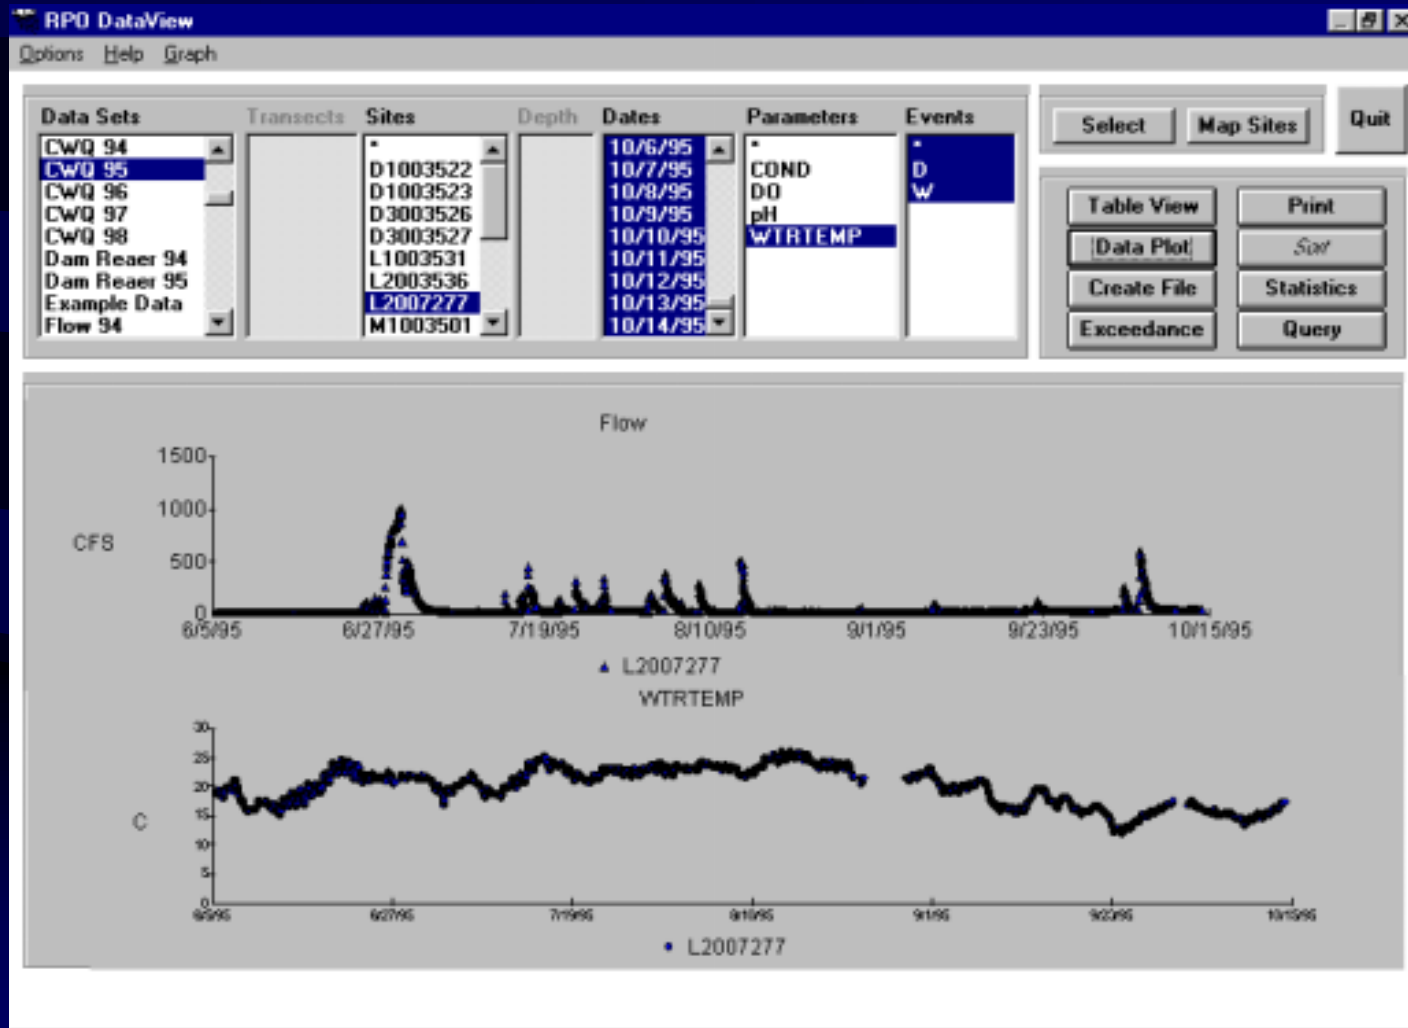 RPO DataView
Options Help Graph
Data Sets Transects Sites Depth Dates Parameters Events
CWQ 94
CWQ 95
CWQ 96
CWQ 97
CWQ 98
Dam Reaer 94
Dam Reaer 95
Example Data
Flow 94
*
D1003522
D1003523
D3003526
D3003527
L1003531
L2003536
L2007277
M1003501
10/6/95
10/7/95
10/8/95
10/9/95
10/10/95
10/11/95
10/12/95
10/13/95
10/14/95
*
COND
DO
pH
WTRTEMP
*
D
W
Select Map Sites Quit
Table View Print
Data Plot Sort
Create File Statistics
Exceedance Query
Flow
1500
1000
CFS
500
0
6/5/95 6/27/95 7/19/95 8/10/95 9/1/95 9/23/95 10/15/95
L2007277
WTRTEMP
30
25
20
15
C
10
5
0
6/5/95 6/27/95 7/19/95 8/10/95 9/1/95 9/23/95 10/15/95
L2007277